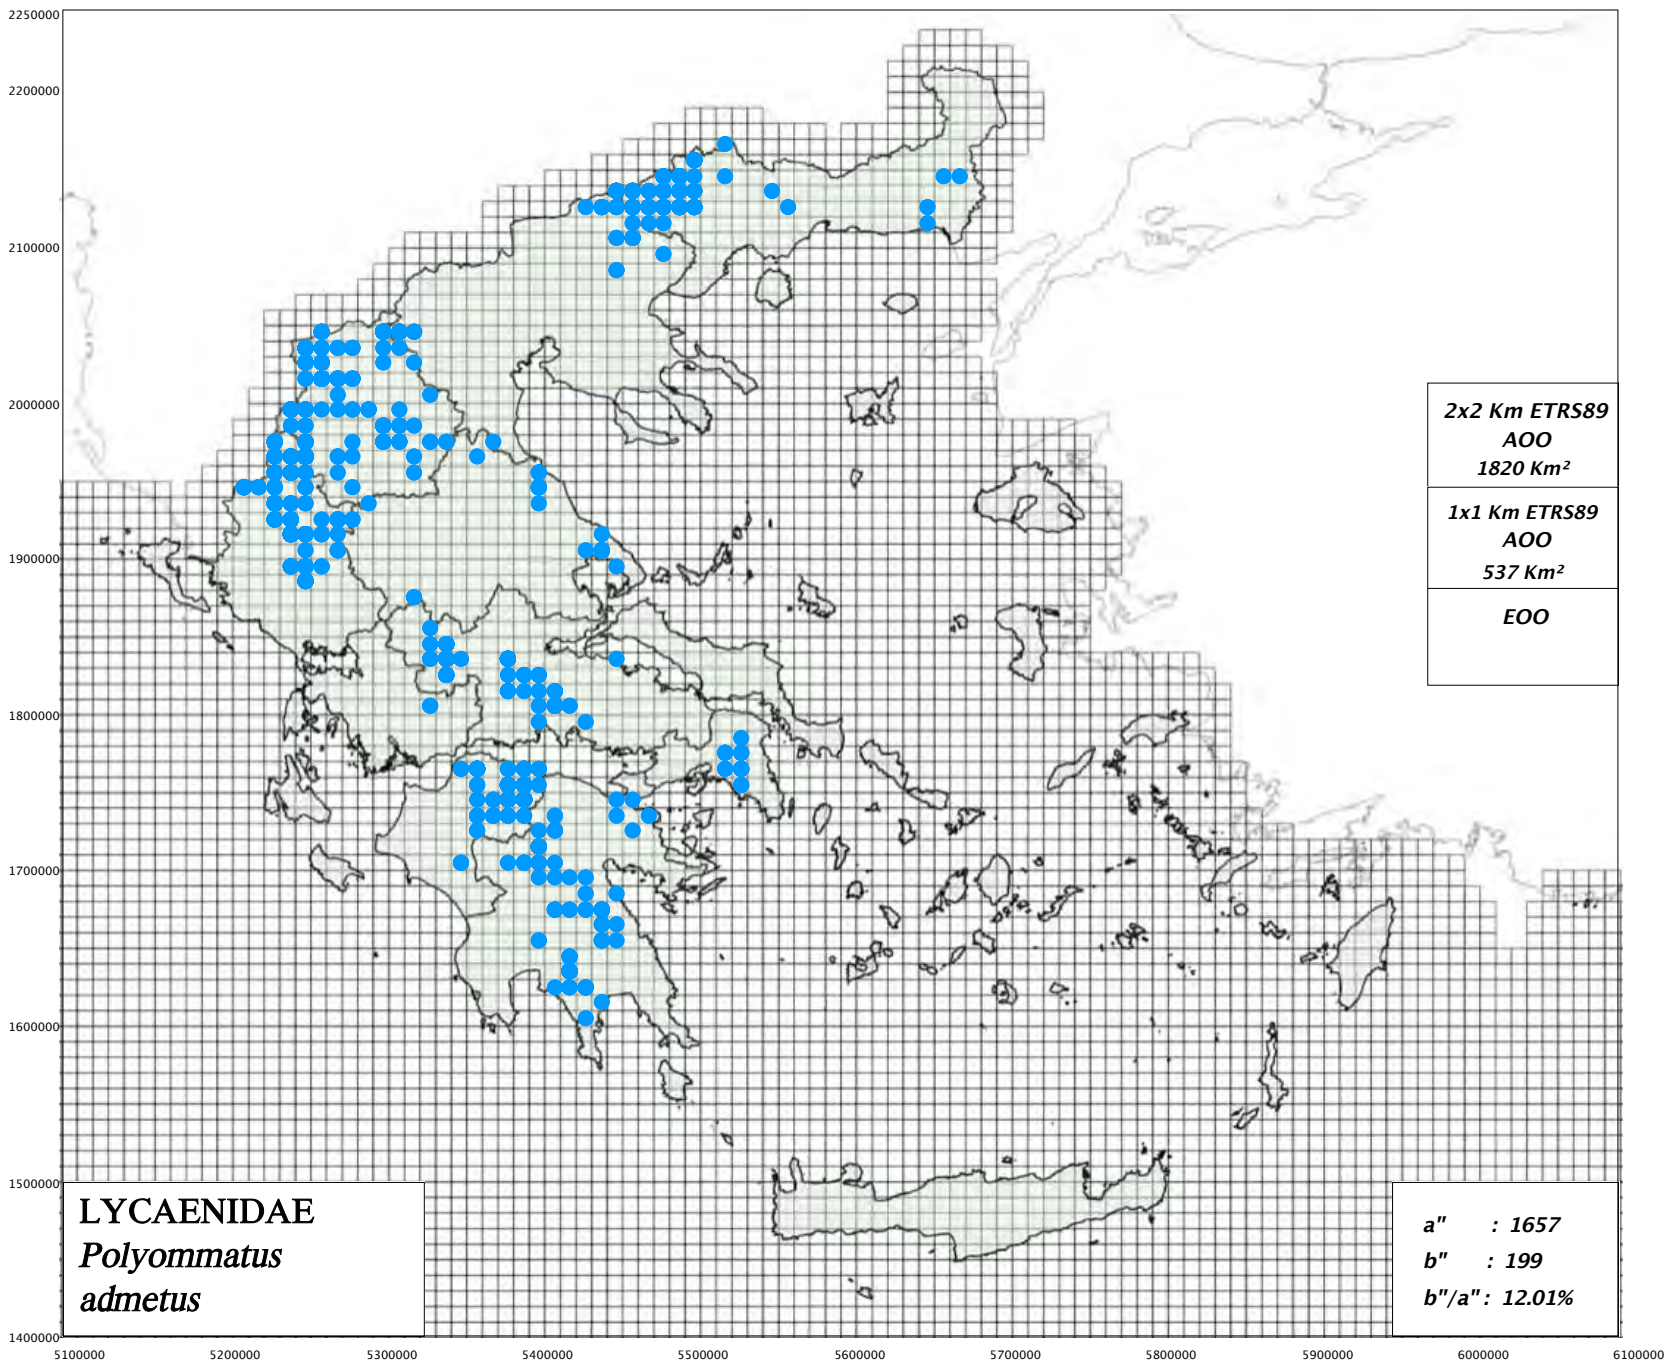 2250000
2200000
2100000
2000000
1900000
1800000
1700000
1600000
1500000
1400000
2x2 Km ETRS89
AOO
1820 Km²
1x1 Km ETRS89
AOO
537 Km²
EOO
LYCAENIDAE
Polyommatus
admetus
a" : 1657
b" : 199
b"/a" : 12.01%
5100000 5200000 5300000 5400000 5500000 5600000 5700000 5800000 5900000 6000000 6100000